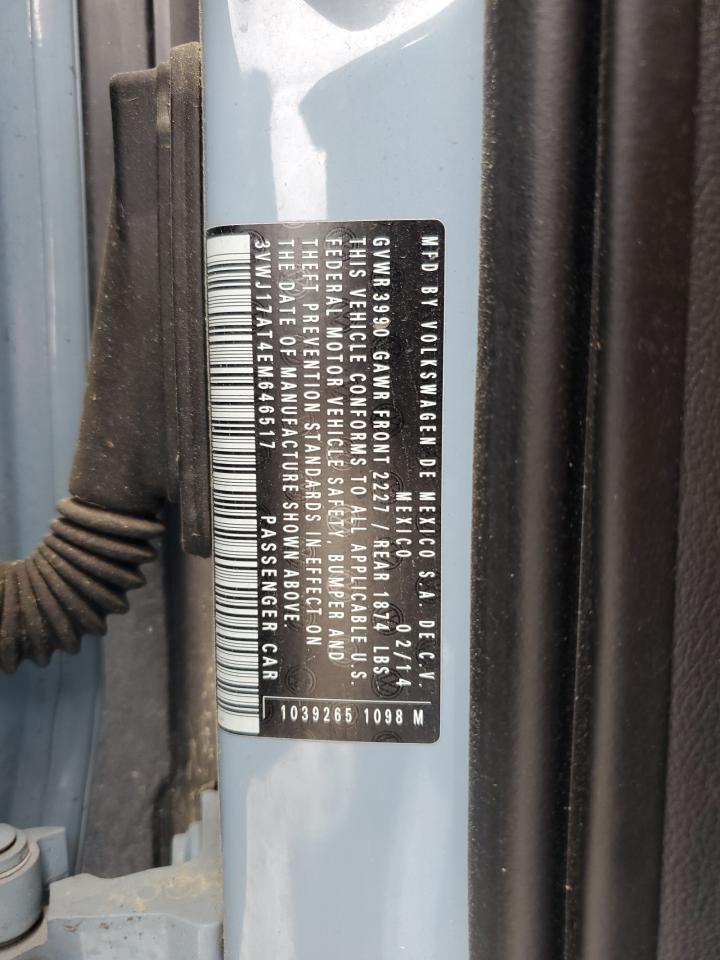 MFD BY VOLKSWAGEN DE MEXICO S.A. DE C.V.
MEXICO 02/14
GVWR3990 GAWR FRONT 2227 / REAR 1874 LBS
THIS VEHICLE CONFORMS TO ALL APPLICABLE U.S.
FEDERAL MOTOR VEHICLE SAFETY, BUMPER AND
THEFT PREVENTION STANDARDS IN EFFECT ON
THE DATE OF MANUFACTURE SHOWN ABOVE.
3VWJ17AT4EM646517 PASSENGER CAR
1039265 1098 M